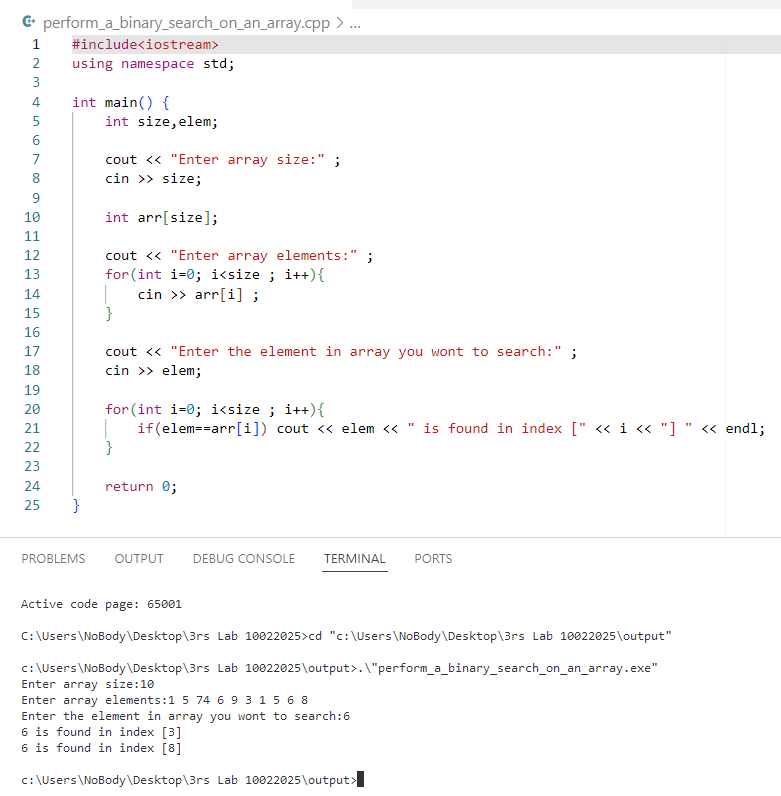 perform_a_binary_search_on_an_array.cpp > ...
1 #include<iostream>
2 using namespace std;
3
4 int main() {
5     int size,elem;
6
7     cout << "Enter array size:" ;
8     cin >> size;
9
10     int arr[size];
11
12     cout << "Enter array elements:" ;
13     for(int i=0; i<size ; i++){
14         cin >> arr[i] ;
15     }
16
17     cout << "Enter the element in array you wont to search:" ;
18     cin >> elem;
19
20     for(int i=0; i<size ; i++){
21         if(elem==arr[i]) cout << elem << " is found in index [" << i << "] " << endl;
22     }
23
24     return 0;
25 }
PROBLEMS OUTPUT DEBUG CONSOLE TERMINAL PORTS
Active code page: 65001
C:\Users\NoBody\Desktop\3rs Lab 10022025>cd "c:\Users\NoBody\Desktop\3rs Lab 10022025\output"
c:\Users\NoBody\Desktop\3rs Lab 10022025\output>.\"perform_a_binary_search_on_an_array.exe"
Enter array size:10
Enter array elements:1 5 74 6 9 3 1 5 6 8
Enter the element in array you wont to search:6
6 is found in index [3]
6 is found in index [8]
c:\Users\NoBody\Desktop\3rs Lab 10022025\output>